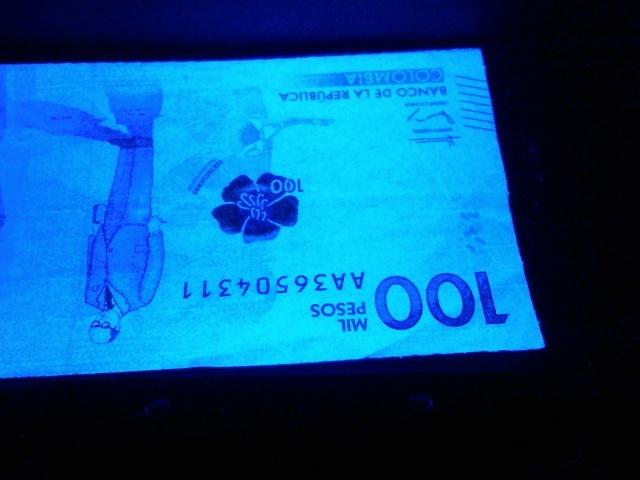 100
MIL
PESOS
AA36504311
100
BANCO DE LA REPÚBLICA
COLOMBIA